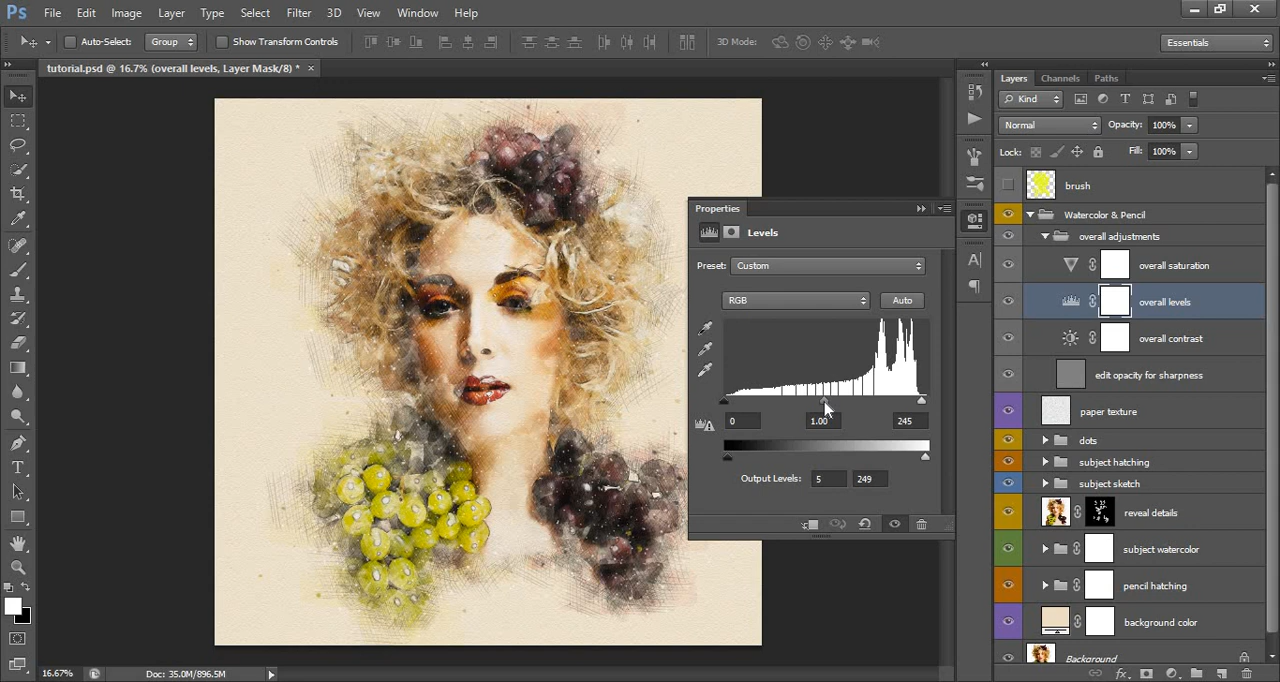 Ps File Edit Image Layer Type Select Filter 3D View Window Help
Auto-Select: Group Show Transform Controls 3D Mode: Essentials
tutorial.psd @ 16.7% (overall levels, Layer Mask/8) * ×
Layers Channels Paths
Kind T
Normal Opacity: 100%
Lock: Fill: 100%
brush
Properties
Watercolor & Pencil
Levels
overall adjustments
Preset: Custom
overall saturation
RGB Auto
overall levels
overall contrast
edit opacity for sharpness
paper texture
0 1.00 245
dots
subject hatching
Output Levels: 5 249
subject sketch
reveal details
subject watercolor
pencil hatching
background color
Background
16.67% Doc: 35.0M/896.5M
fx